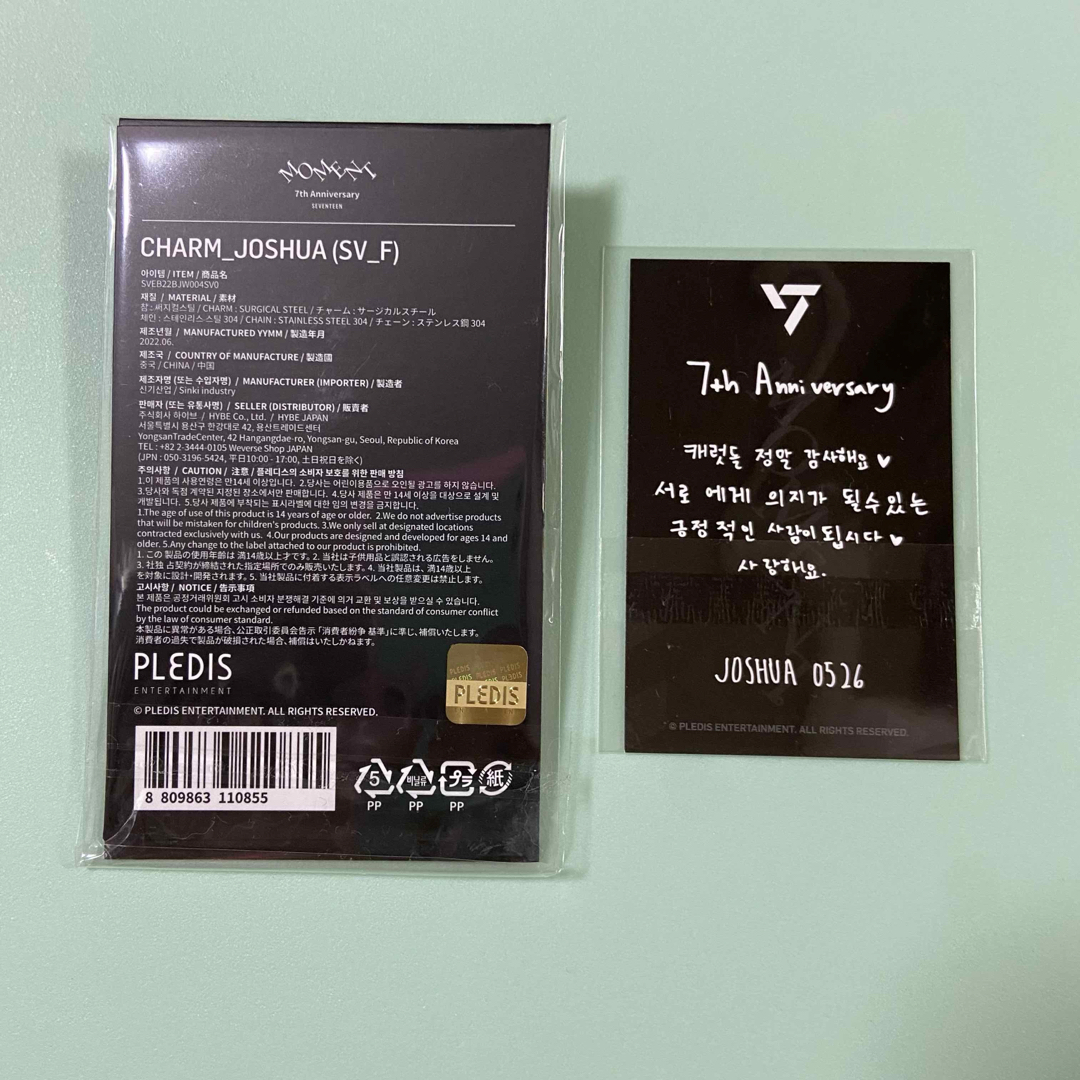 MOMENT
7th Anniversary
SEVENTEEN
CHARM_JOSHUA (SV_F)
아이템 / ITEM / 商品名
SVEB22BJW004SV0
재질 / MATERIAL / 素材
참 : 써지컬스틸 / CHARM : SURGICAL STEEL / チャーム : サージカルスチール
체인 : 스테인리스 스틸 304 / CHAIN : STAINLESS STEEL 304 / チェーン : ステンレス鋼 304
제조년월 / MANUFACTURED YYMM / 製造年月
2022.06.
제조국 / COUNTRY OF MANUFACTURE / 製造國
중국 / CHINA / 中国
제조자명 (또는 수입자명) / MANUFACTURER (IMPORTER) / 製造者
신기산업 / Sinki industry
판매자 (또는 유통사명) / SELLER (DISTRIBUTOR) / 販賣者
주식회사 하이브 / HYBE Co., Ltd. / HYBE JAPAN
서울특별시 용산구 한강대로 42, 용산트레이드센터
YongsanTradeCenter, 42 Hangangdae-ro, Yongsan-gu, Seoul, Republic of Korea
TEL : +82 2-3444-0105 Weverse Shop JAPAN
(JPN : 050-3196-5424, 平日10:00 - 17:00, 土日祝日を除く)
주의사항 / CAUTION / 注意 / 플레디스의 소비자 보호를 위한 판매 방침
1.이 제품의 사용연령은 만14세 이상입니다. 2.당사는 어린이용품으로 오인될 광고를 하지 않습니다.
3.당사와 독점 계약된 지정된 장소에서만 판매합니다. 4.당사 제품은 만 14세 이상을 대상으로 설계 및
개발됩니다. 5.당사 제품에 부착되는 표시라벨에 대한 임의 변경을 금지합니다.
1.The age of use of this product is 14 years of age or older. 2.We do not advertise products
that will be mistaken for children's products. 3.We only sell at designated locations
contracted exclusively with us. 4.Our products are designed and developed for ages 14 and
older. 5.Any change to the label attached to our product is prohibited.
1. この 製品の使用年齢は 満14歳以上才です。2. 当社は子供用品と誤認される広告をしません。
3. 社独 占契約が締結された指定場所でのみ販売いたします。4. 当社製品は、満14歳以上
を対象に設計・開発されます。5. 当社製品に付着する表示ラベルへの任意変更は禁止します。
고시사항 / NOTICE / 告示事項
본 제품은 공정거래위원회 고시 소비자 분쟁해결 기준에 의거 교환 및 보상을 받으실 수 있습니다.
The product could be exchanged or refunded based on the standard of consumer conflict
by the law of consumer standard.
本製品に異常がある場合、公正取引委員会告示「消費者紛争 基準」に準じ、補償いたします。
消費者の過失で製品が破損された場合、補償はいたしかねます。
PLEDIS
ENTERTAINMENT
PLEDIS
© PLEDIS ENTERTAINMENT. ALL RIGHTS RESERVED.
8 809863 110855
5 비닐류 プラ 紙
PP PP PP
7th Anniversary
캐럿들 정말 감사해요 ♥
서로 에게 의지가 될수있는
긍정적인 사람이 됩시다 ♥
사랑해요.
JOSHUA 0526
© PLEDIS ENTERTAINMENT. ALL RIGHTS RESERVED.